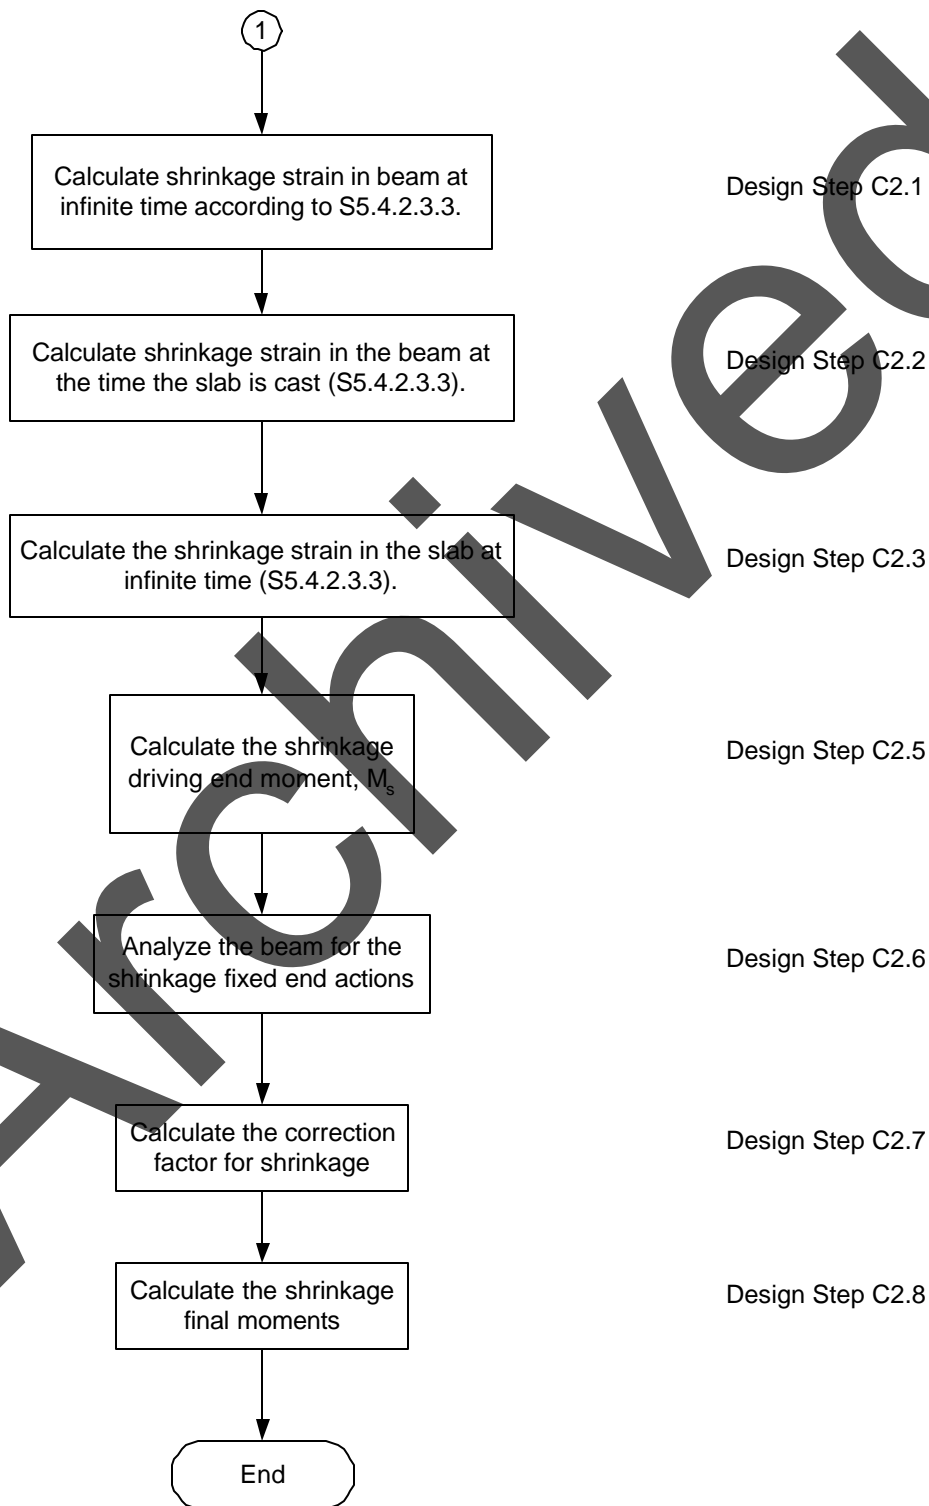 1
Calculate shrinkage strain in beam at
infinite time according to S5.4.2.3.3.
Design Step C2.1
Calculate shrinkage strain in the beam at
the time the slab is cast (S5.4.2.3.3).
Design Step C2.2
Calculate the shrinkage strain in the slab at
infinite time (S5.4.2.3.3).
Design Step C2.3
Calculate the shrinkage
driving end moment, Ms
Design Step C2.5
Analyze the beam for the
shrinkage fixed end actions
Design Step C2.6
Calculate the correction
factor for shrinkage
Design Step C2.7
Calculate the shrinkage
final moments
Design Step C2.8
End
Archived